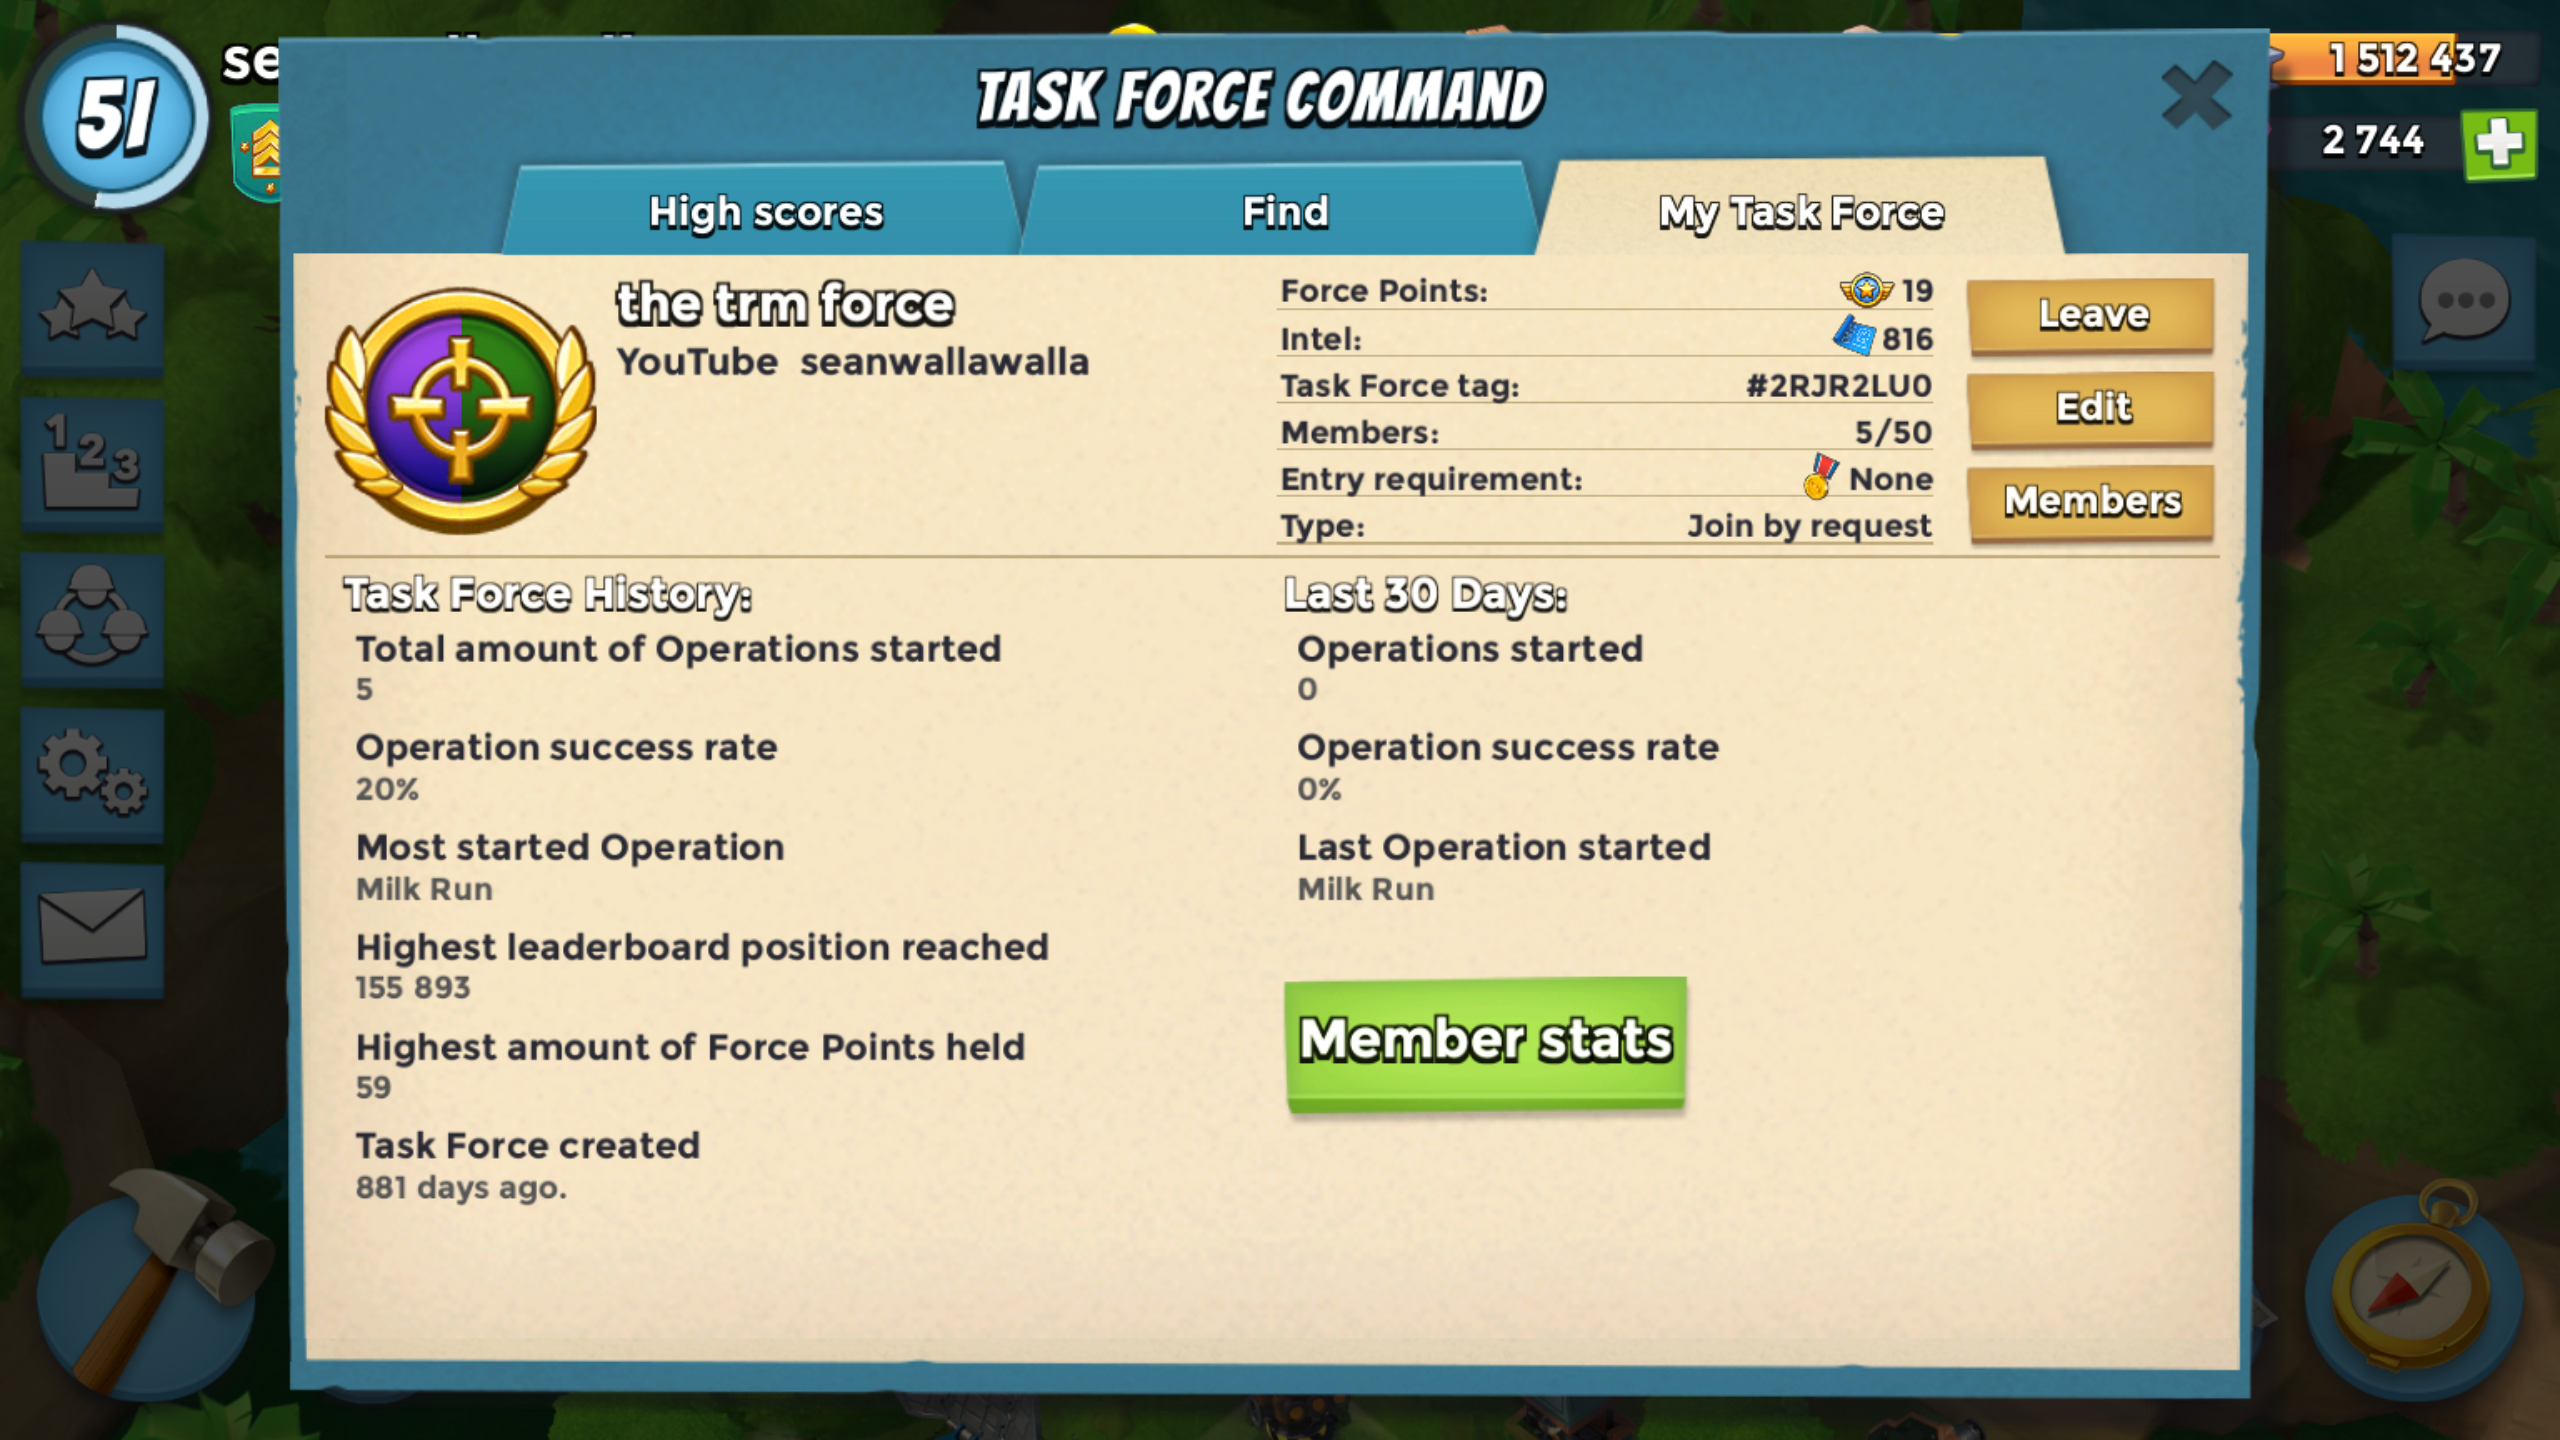 51
TASK FORCE COMMAND
1 512 437
2 744
High scores
Find
My Task Force
the trm force
YouTube seanwallawalla
Force Points: 19
Intel: 816
Task Force tag: #2RJR2LU0
Members: 5/50
Entry requirement: None
Type: Join by request
Leave
Edit
Members
1 2 3
Task Force History:
Total amount of Operations started
5
Operation success rate
20%
Most started Operation
Milk Run
Highest leaderboard position reached
155 893
Highest amount of Force Points held
59
Task Force created
881 days ago.
Last 30 Days:
Operations started
0
Operation success rate
0%
Last Operation started
Milk Run
Member stats